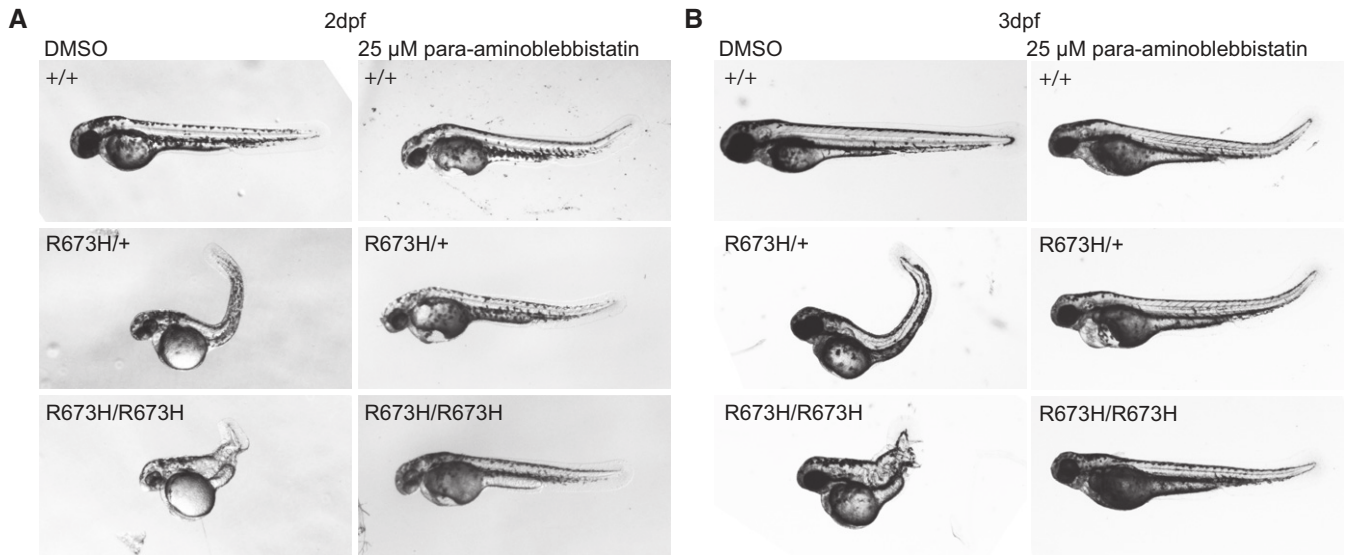 A
2dpf
DMSO
25 µM para-aminoblebbistatin
+/+
+/+
R673H/+
R673H/+
R673H/R673H
R673H/R673H
B
3dpf
DMSO
25 µM para-aminoblebbistatin
+/+
+/+
R673H/+
R673H/+
R673H/R673H
R673H/R673H